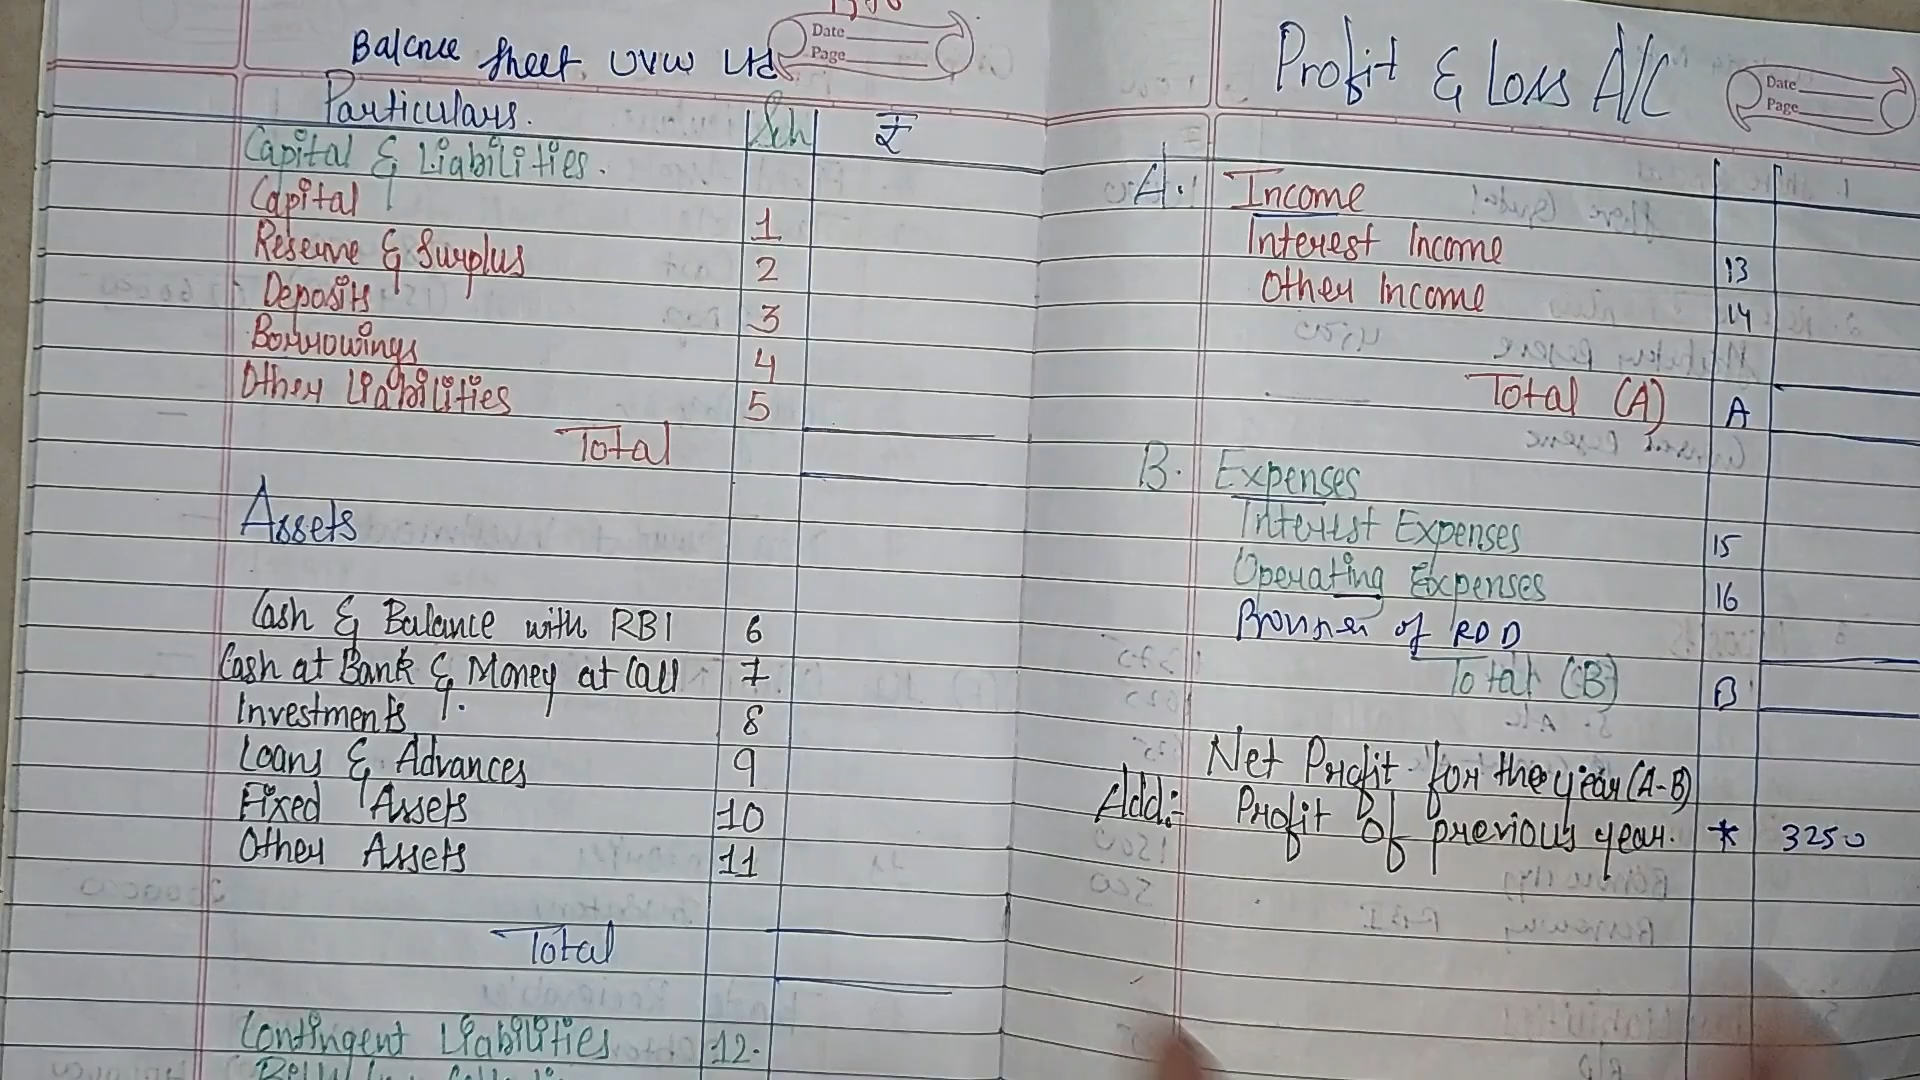 Balance Sheet UVW Ltd
Date
Page
Particulars. Sch ₹
Capital & Liabilities.
Capital 1
Reserve & Surplus 2
Deposits 3
Borrowings 4
Other Liabilities 5
Total
Assets
Cash & Balance with RBI 6
Cash at Bank & Money at Call 7
Investments 8
Loans & Advances 9
Fixed Assets 10
Other Assets 11
Total
Contingent Liabilities 12.
Profit & Loss A/C
Date
Page
A. Income
Interest Income 13
Other Income 14
Total (A) A
B. Expenses
Interest Expenses 15
Operating Expenses 16
of RDD
Total (B) B
Net Profit for the year (A-B)
Add:- Profit of previous year. * 3250